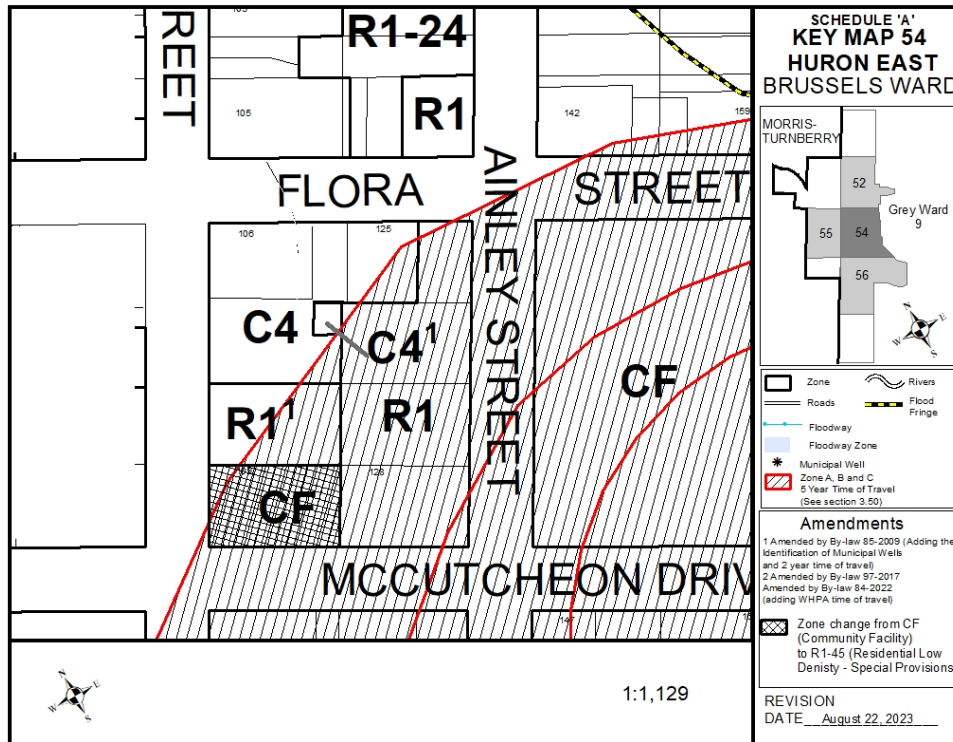 REET
103
R1-24
105
R1
142
159
FLORA
AINLEY STREET
STREET
106
125
C4
C4¹
R1¹
R1
CF
128
CF
MCCUTCHEON DRIV
147
N
E
W
S
1:1,129
SCHEDULE 'A'
KEY MAP 54
HURON EAST
BRUSSELS WARD
MORRIS-
TURNBERRY
52
Grey Ward
9
55
54
56
N
E
W
S
Zone
Rivers
Roads
Flood
Fringe
Floodway
Floodway Zone
Municipal Well
Zone A, B and C
5 Year Time of Travel
(See section 3.50)
Amendments
1 Amended by By-law 85-2009 (Adding the
Identification of Municipal Wells
and 2 year time of travel)
2 Amended by By-law 97-2017
Amended by By-law 84-2022
(adding WHPA time of travel)
Zone change from CF
(Community Facility)
to R1-45 (Residential Low
Denisty - Special Provisions
REVISION
DATE__August 22, 2023____